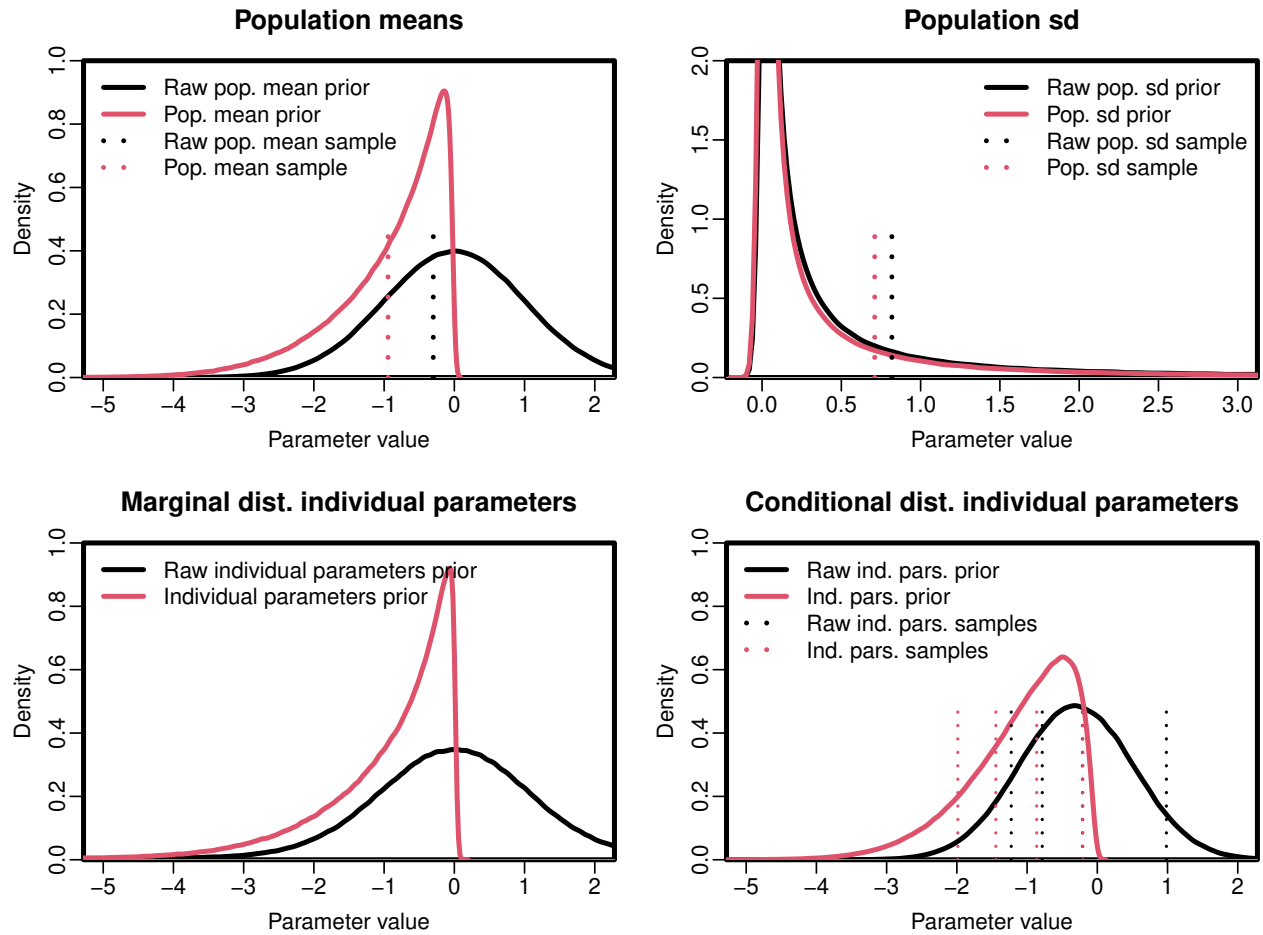 Population means
Density
0.0 0.2 0.4 0.6 0.8 1.0
Raw pop. mean prior
Pop. mean prior
Raw pop. mean sample
Pop. mean sample
−5 −4 −3 −2 −1 0 1 2
Parameter value
Population sd
Density
0.0 0.5 1.0 1.5 2.0
Raw pop. sd prior
Pop. sd prior
Raw pop. sd sample
Pop. sd sample
0.0 0.5 1.0 1.5 2.0 2.5 3.0
Parameter value
Marginal dist. individual parameters
Density
0.0 0.2 0.4 0.6 0.8 1.0
Raw individual parameters prior
Individual parameters prior
−5 −4 −3 −2 −1 0 1 2
Parameter value
Conditional dist. individual parameters
Density
0.0 0.2 0.4 0.6 0.8 1.0
Raw ind. pars. prior
Ind. pars. prior
Raw ind. pars. samples
Ind. pars. samples
−5 −4 −3 −2 −1 0 1 2
Parameter value